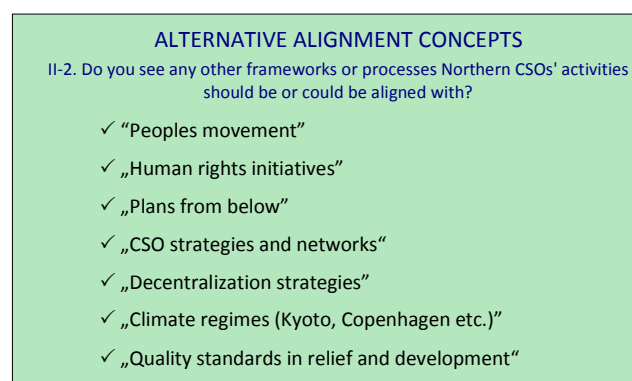 ALTERNATIVE ALIGNMENT CONCEPTS
II-2. Do you see any other frameworks or processes Northern CSOs' activities
should be or could be aligned with?
✓ “Peoples movement”
✓ „Human rights initiatives”
✓ „Plans from below”
✓ „CSO strategies and networks“
✓ „Decentralization strategies”
✓ „Climate regimes (Kyoto, Copenhagen etc.)”
✓ „Quality standards in relief and development“